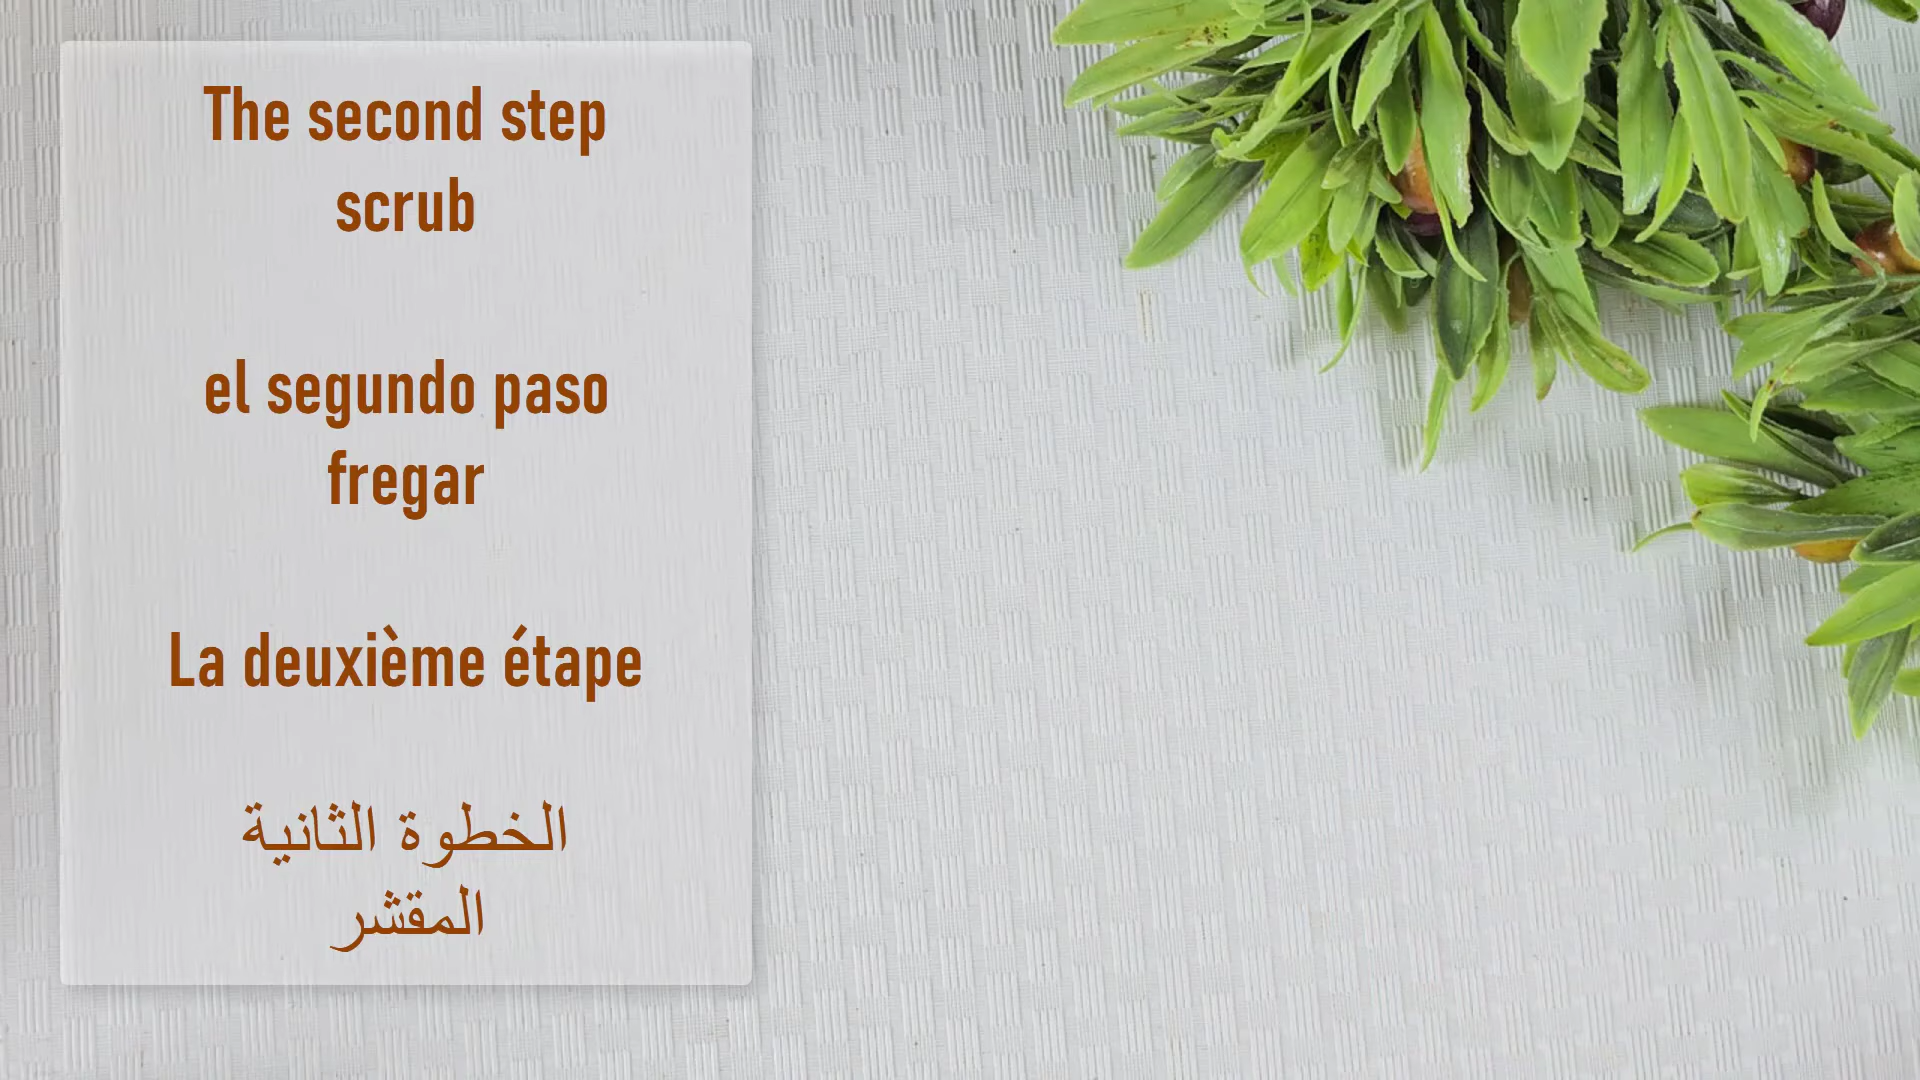 The second step
scrub
el segundo paso
fregar
La deuxième étape
الخطوة الثانية
المقشر